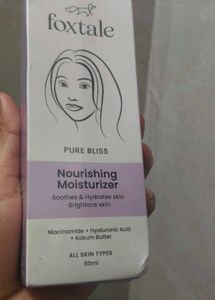 foxtale
PURE BLISS
Nourishing
Moisturizer
Soothes & Hydrates skin
Brightens skin
Niacinamide + Hyaluronic Acid
+ Kokum Butter
ALL SKIN TYPES
50ml